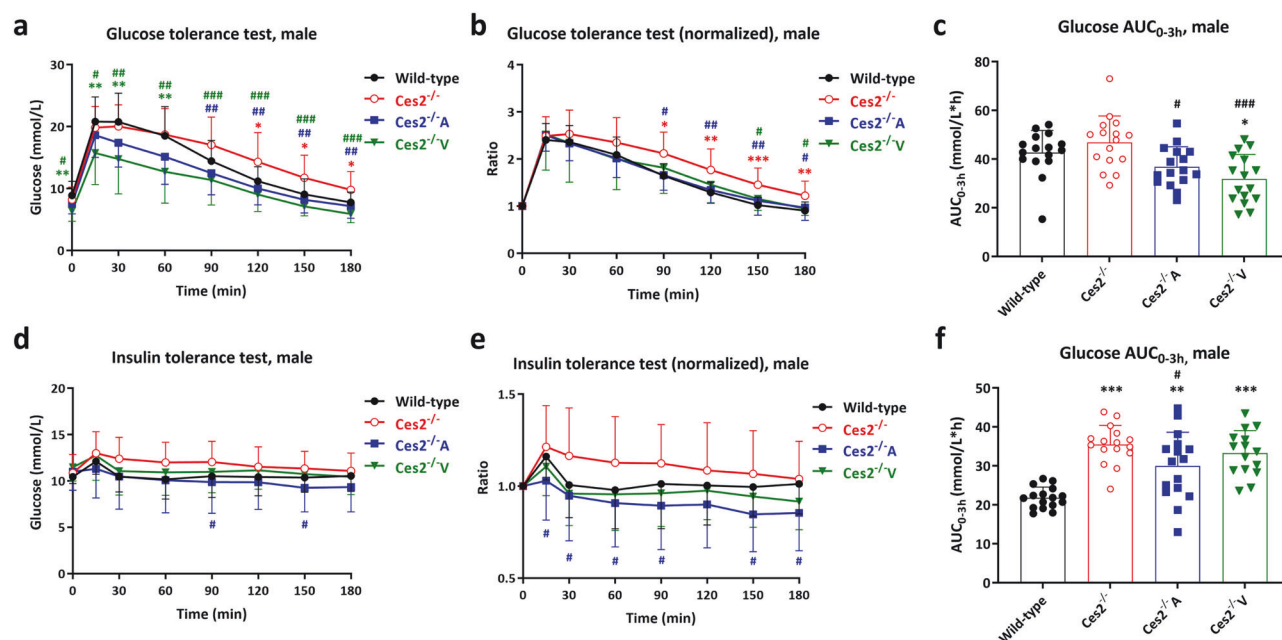 a
Glucose tolerance test, male
Glucose (mmol/L)
30
20
10
0
# ## ## ### ### ### ###
# ** ** ** ## ## ## ##
** * * *
0 30 60 90 120 150 180
Time (min)
Wild-type
Ces2-/-
Ces2-/-A
Ces2-/-V
b
Glucose tolerance test (normalized), male
Ratio
4
3
2
1
0
# ## # #
* ** ## #
*** **
0 30 60 90 120 150 180
Time (min)
Wild-type
Ces2-/-
Ces2-/-A
Ces2-/-V
c
Glucose AUC0-3h, male
AUC0-3h (mmol/L*h)
80
60
40
20
0
# ###
*
Wild-type
Ces2-/-
Ces2-/-A
Ces2-/-V
d
Insulin tolerance test, male
Glucose (mmol/L)
20
15
10
5
0
# #
0 30 60 90 120 150 180
Time (min)
Wild-type
Ces2-/-
Ces2-/-A
Ces2-/-V
e
Insulin tolerance test (normalized), male
Ratio
1.5
1.0
0.5
# # # # # #
0 30 60 90 120 150 180
Time (min)
Wild-type
Ces2-/-
Ces2-/-A
Ces2-/-V
f
Glucose AUC0-3h, male
AUC0-3h (mmol/L*h)
50
40
30
20
10
0
#
*** ** ***
Wild-type
Ces2-/-
Ces2-/-A
Ces2-/-V